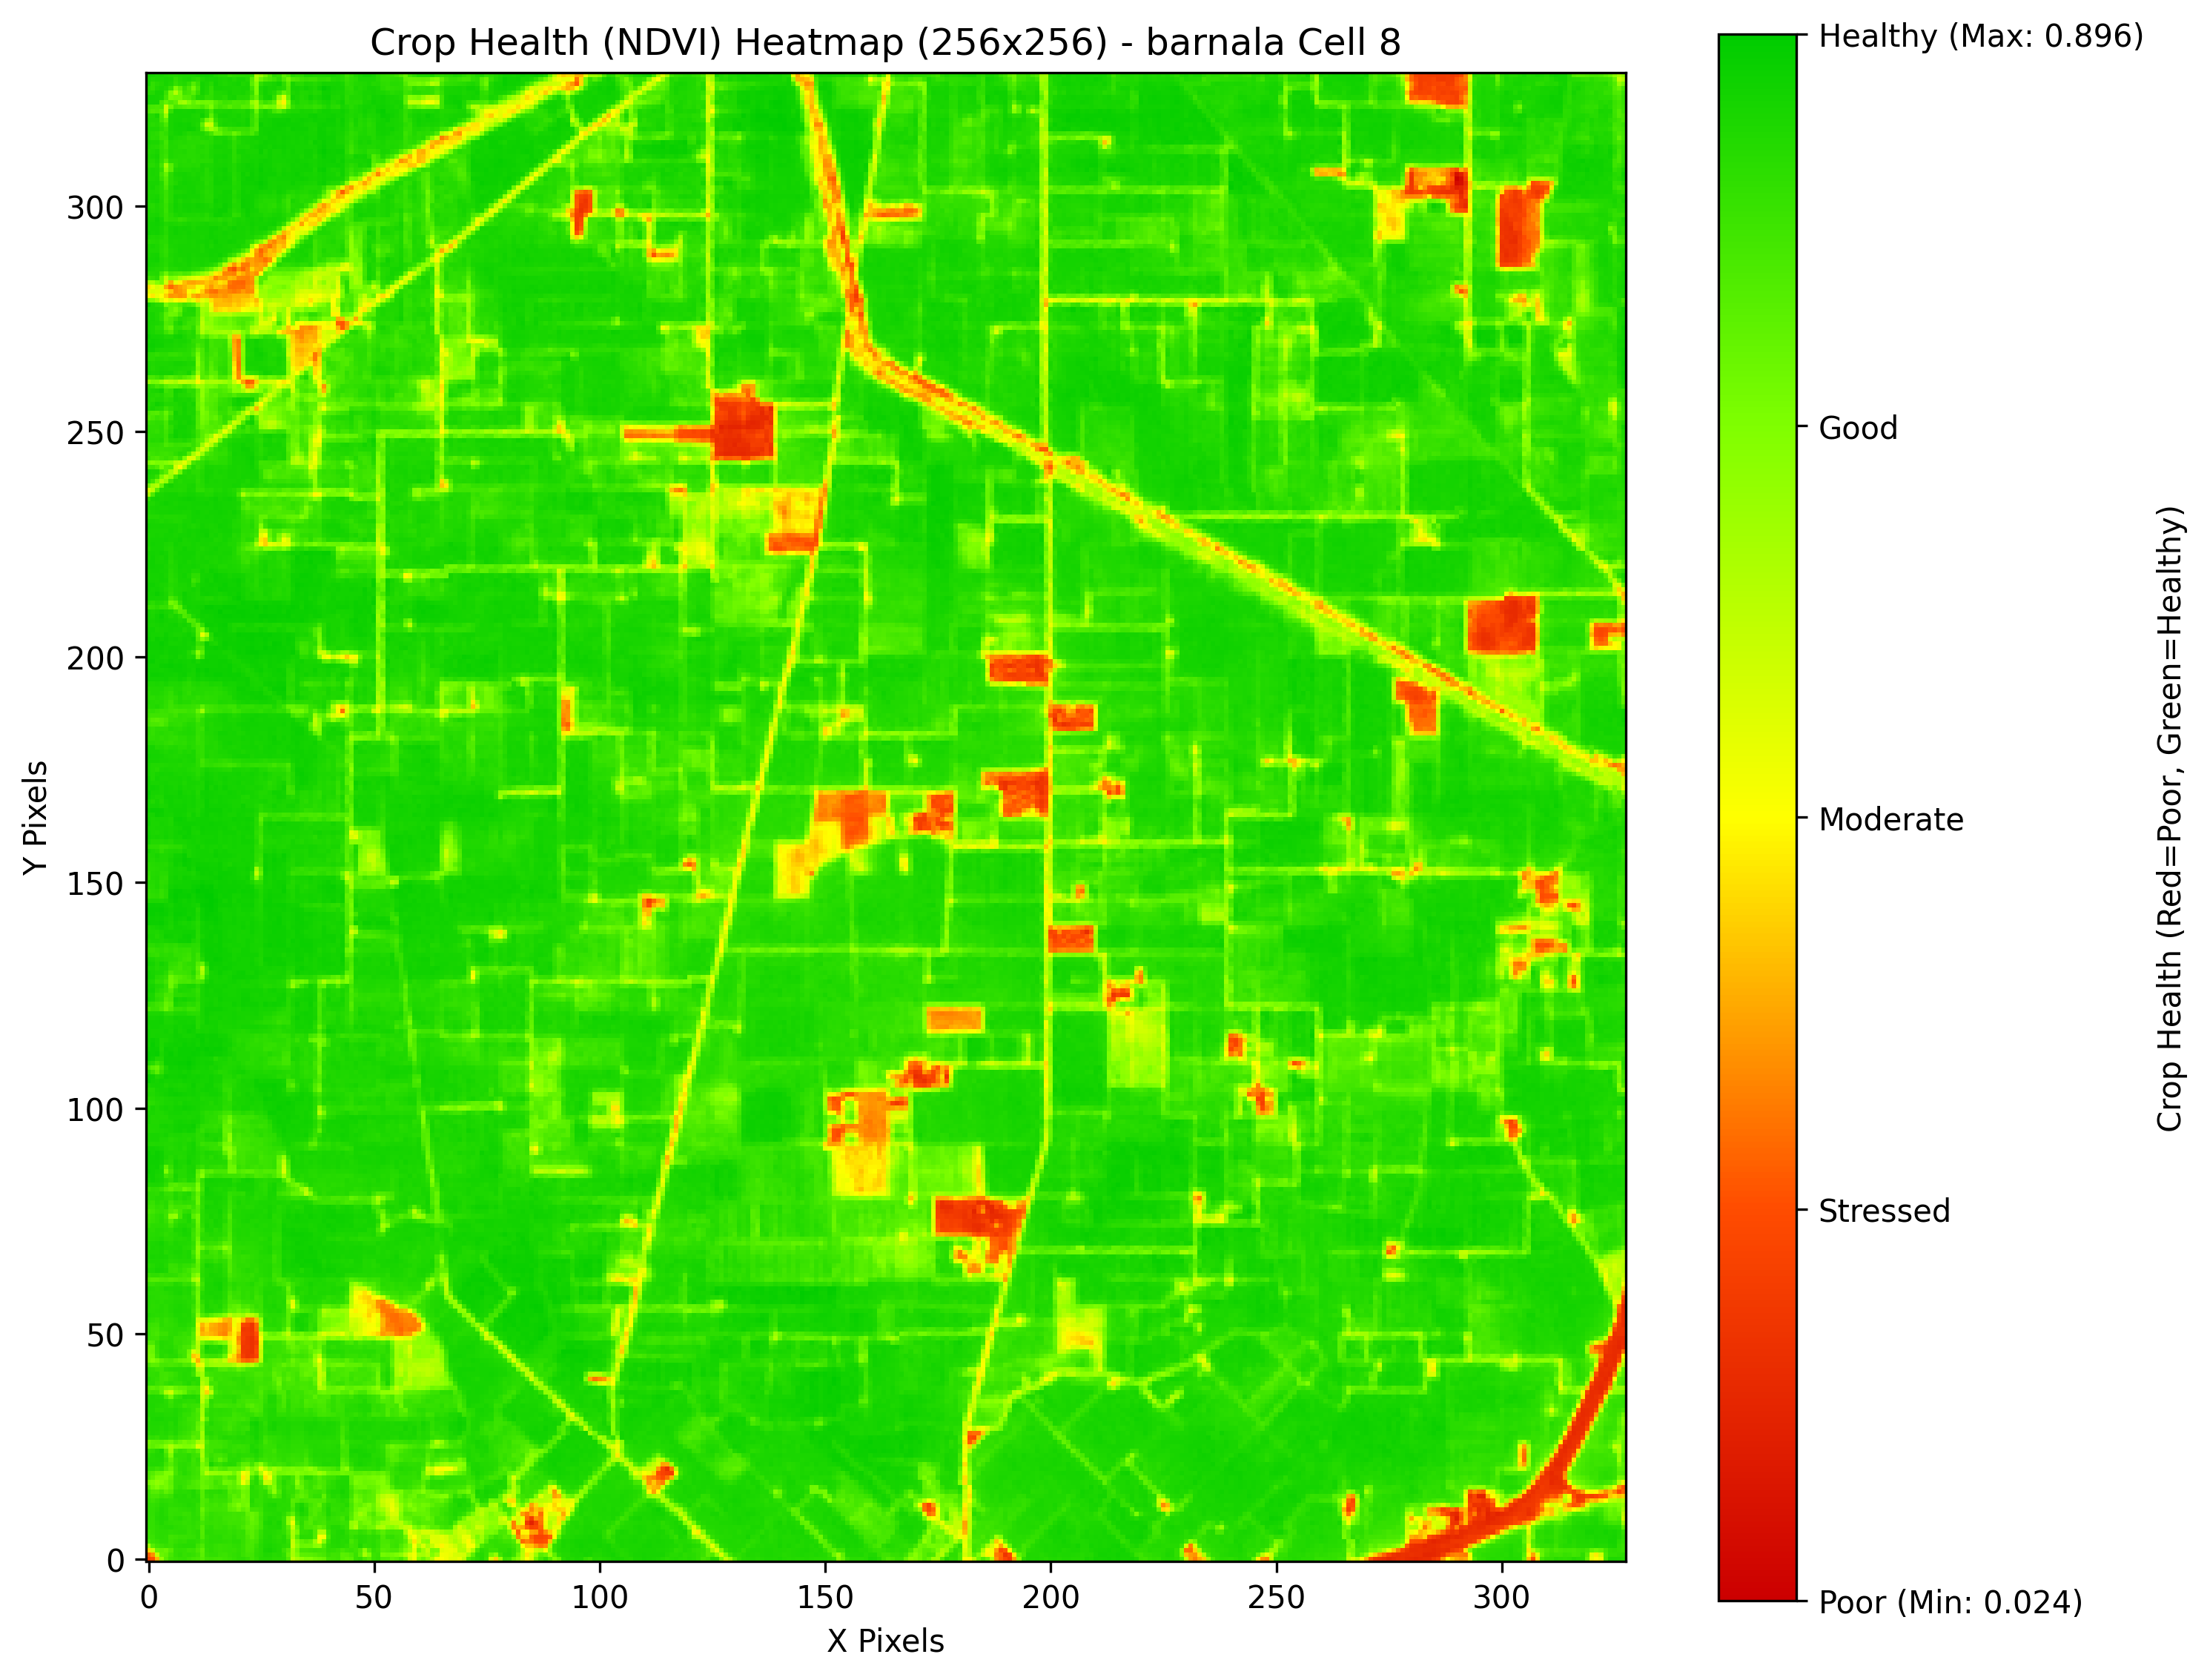 Crop Health (NDVI) Heatmap (256x256) - barnala Cell 8
Y Pixels
300
250
200
150
100
50
0
0 50 100 150 200 250 300
X Pixels
Healthy (Max: 0.896)
Good
Moderate
Stressed
Poor (Min: 0.024)
Crop Health (Red=Poor, Green=Healthy)